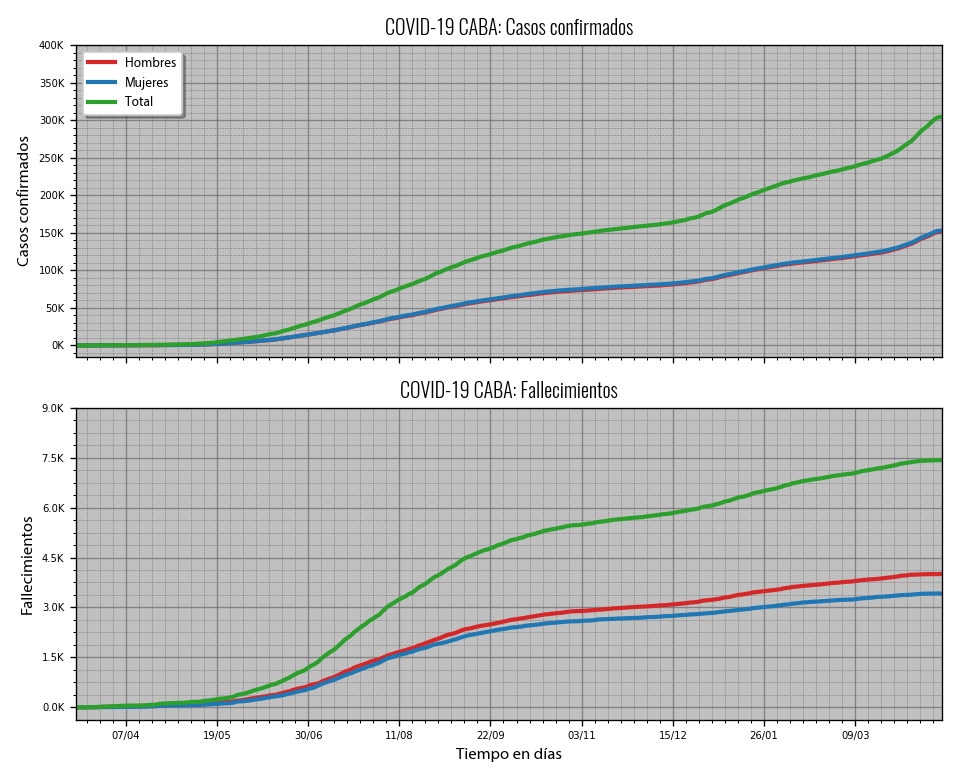 COVID-19 CABA: Casos confirmados
400K
350K
300K
250K
200K
150K
100K
50K
0K
Casos confirmados
Hombres
Mujeres
Total
COVID-19 CABA: Fallecimientos
9.0K
7.5K
6.0K
4.5K
3.0K
1.5K
0.0K
Fallecimientos
07/04 19/05 30/06 11/08 22/09 03/11 15/12 26/01 09/03
Tiempo en días